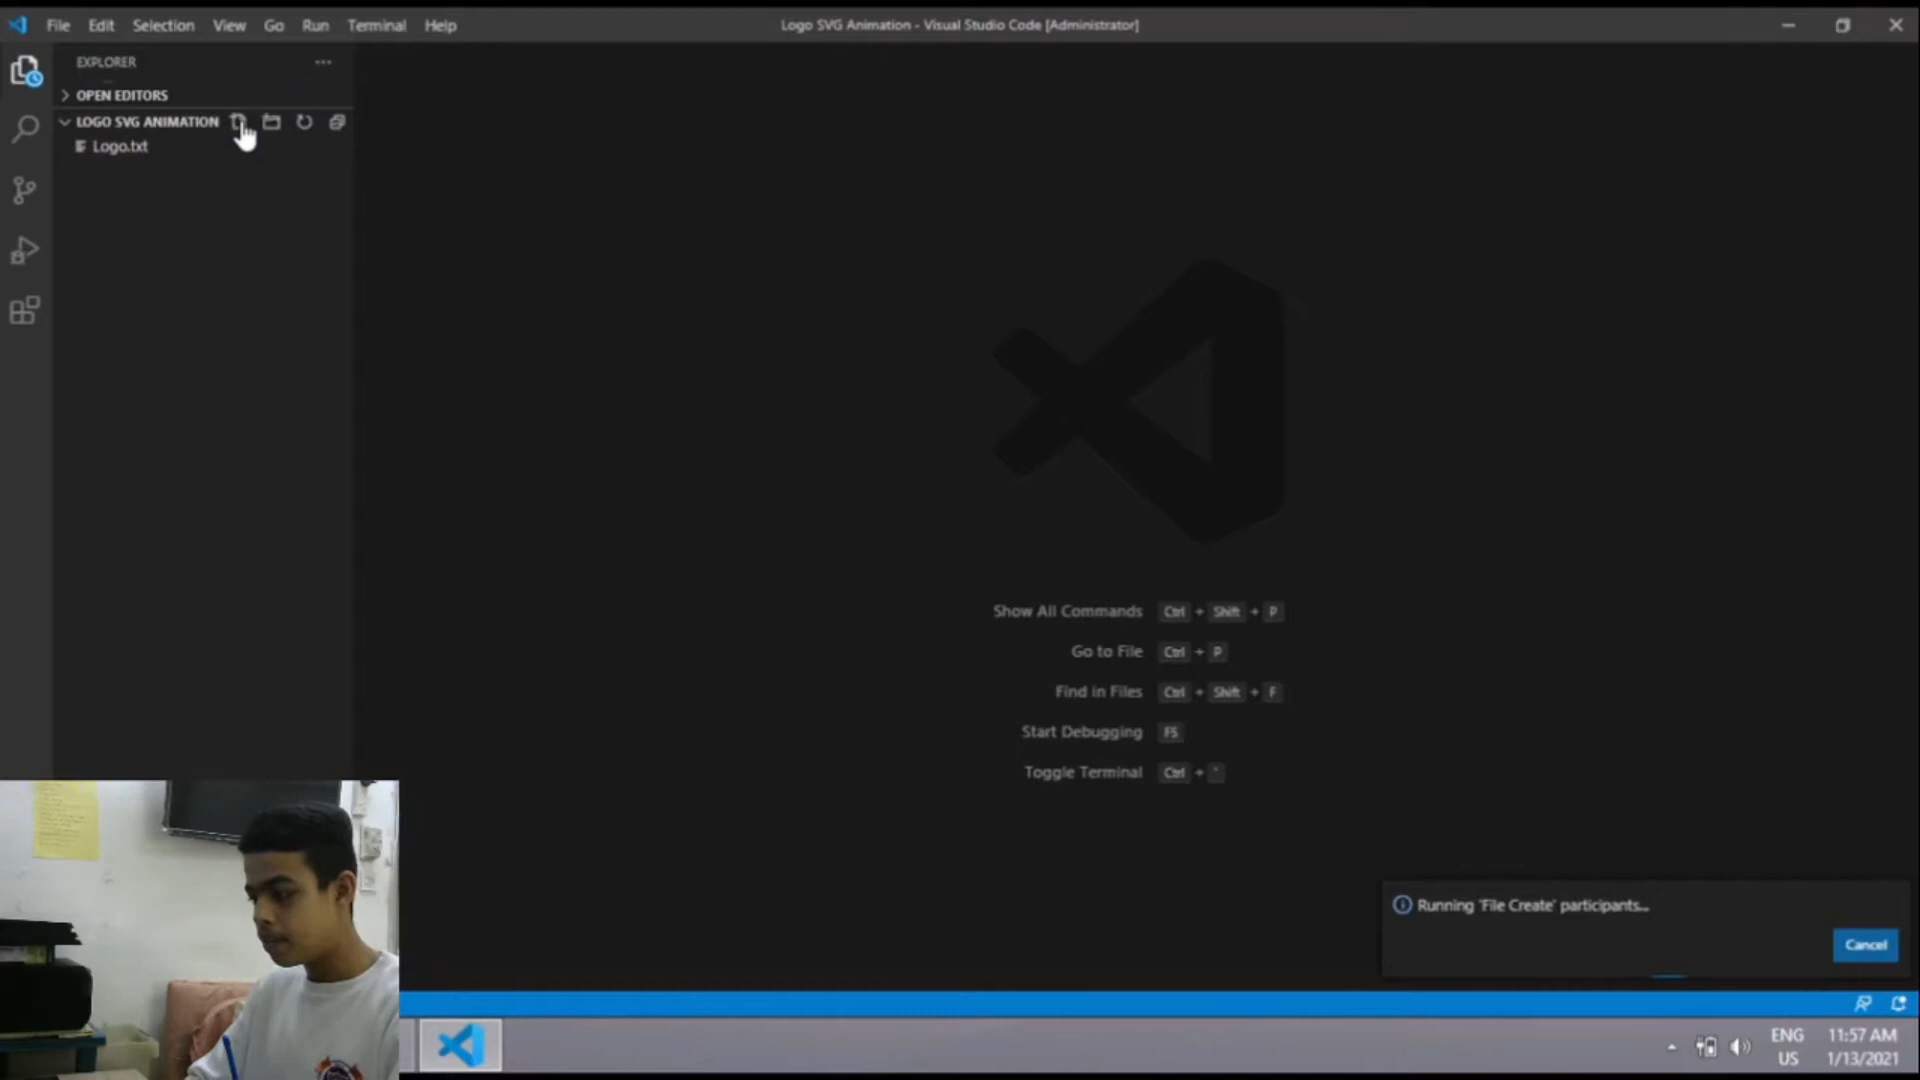 File Edit Selection View Go Run Terminal Help
Logo SVG Animation - Visual Studio Code [Administrator]
EXPLORER
OPEN EDITORS
LOGO SVG ANIMATION
Logo.txt
Show All Commands Ctrl + Shift + P
Go to File Ctrl + P
Find in Files Ctrl + Shift + F
Start Debugging F5
Toggle Terminal Ctrl + `
Running 'File Create' participants...
Cancel
ENG 11:57 AM
US 1/13/2021